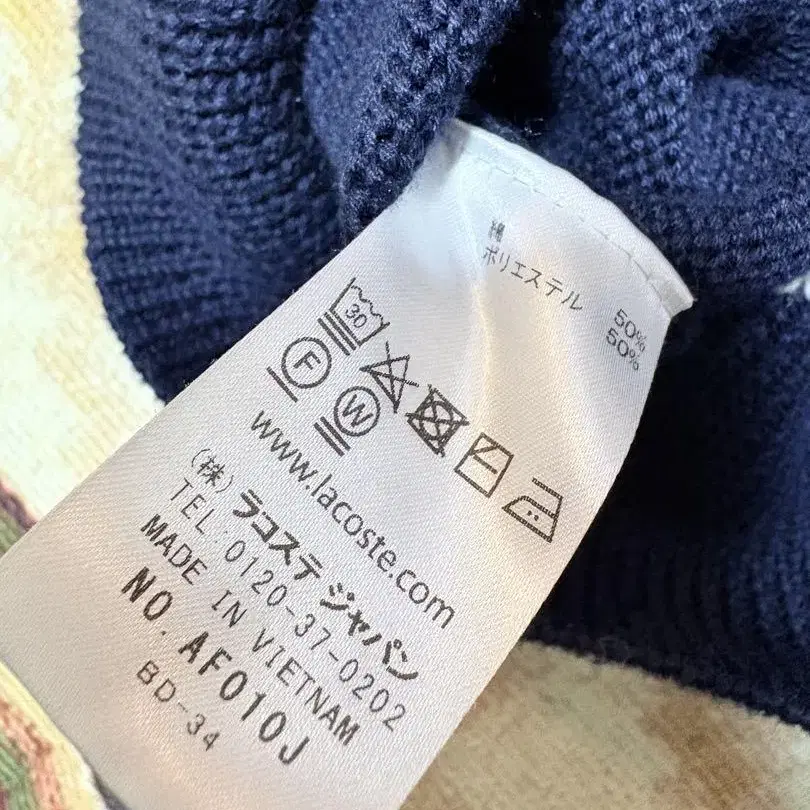 綿 50%
ポリエステル 50%
30
F
W
www.lacoste.com
(株)ラコステ ジャパン
TEL:0120-37-0202
MADE IN VIETNAM
NO. AF010J
BD-34